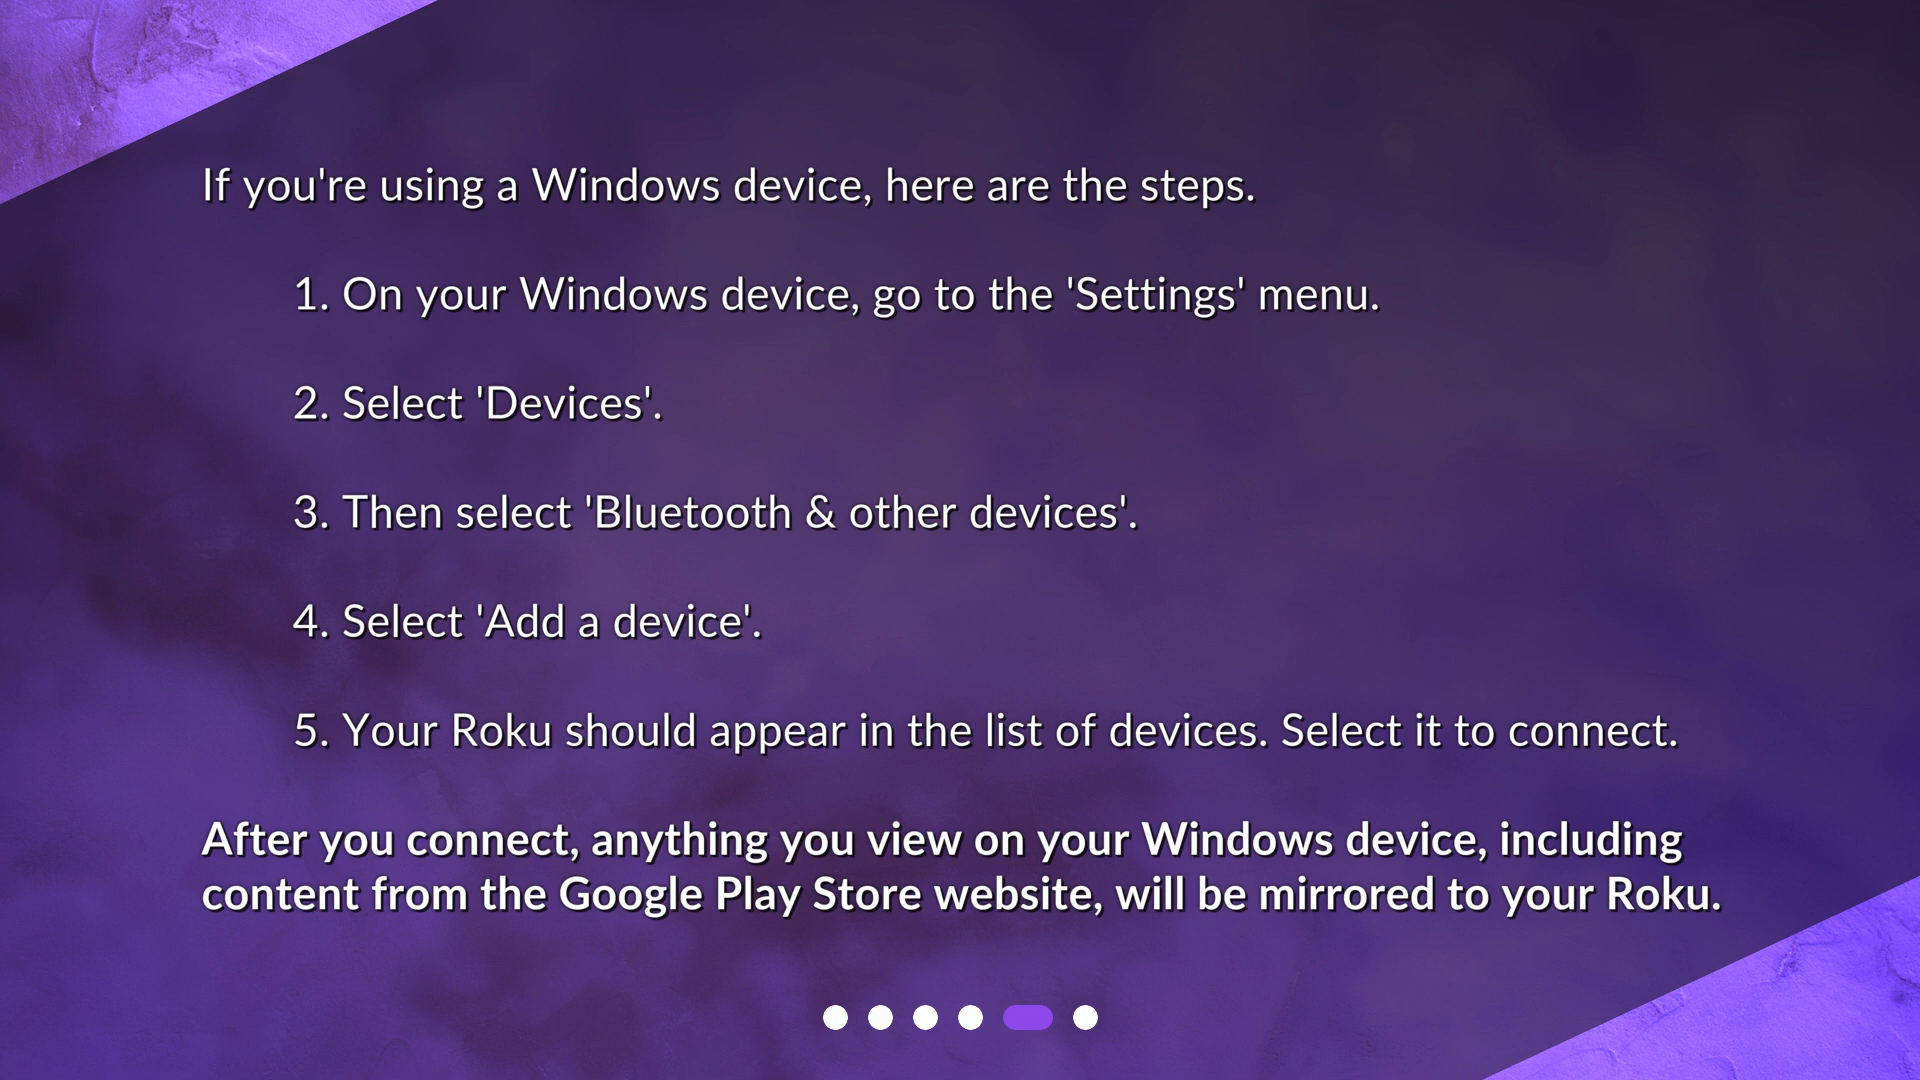 If you're using a Windows device, here are the steps.
1. On your Windows device, go to the 'Settings' menu.
2. Select 'Devices'.
3. Then select 'Bluetooth & other devices'.
4. Select 'Add a device'.
5. Your Roku should appear in the list of devices. Select it to connect.
After you connect, anything you view on your Windows device, including
content from the Google Play Store website, will be mirrored to your Roku.